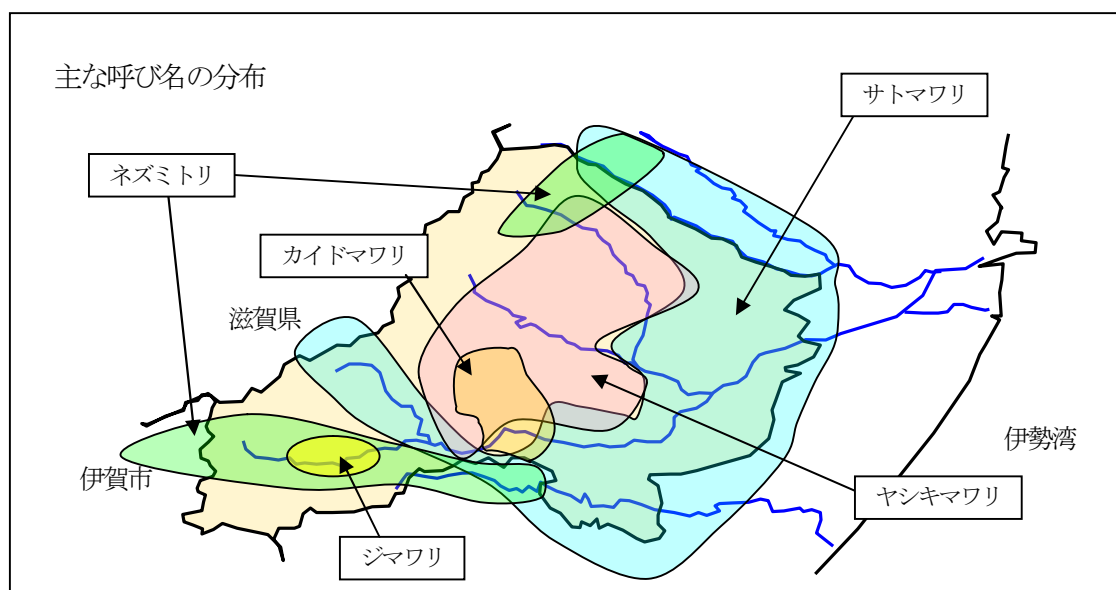 主な呼び名の分布
サトマワリ
ネズミトリ
カイドマワリ
滋賀県
伊勢湾
伊賀市
ヤシキマワリ
ジマワリ